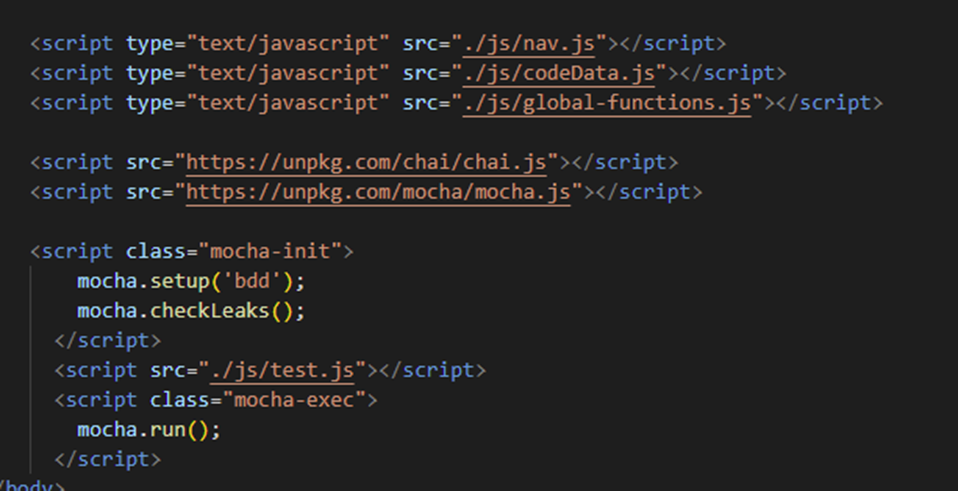 <script type="text/javascript" src="./js/nav.js"></script>
<script type="text/javascript" src="./js/codeData.js"></script>
<script type="text/javascript" src="./js/global-functions.js"></script>
<script src="https://unpkg.com/chai/chai.js"></script>
<script src="https://unpkg.com/mocha/mocha.js"></script>
<script class="mocha-init">
mocha.setup('bdd');
mocha.checkLeaks();
</script>
<script src="./js/test.js"></script>
<script class="mocha-exec">
mocha.run();
</script>
/body>